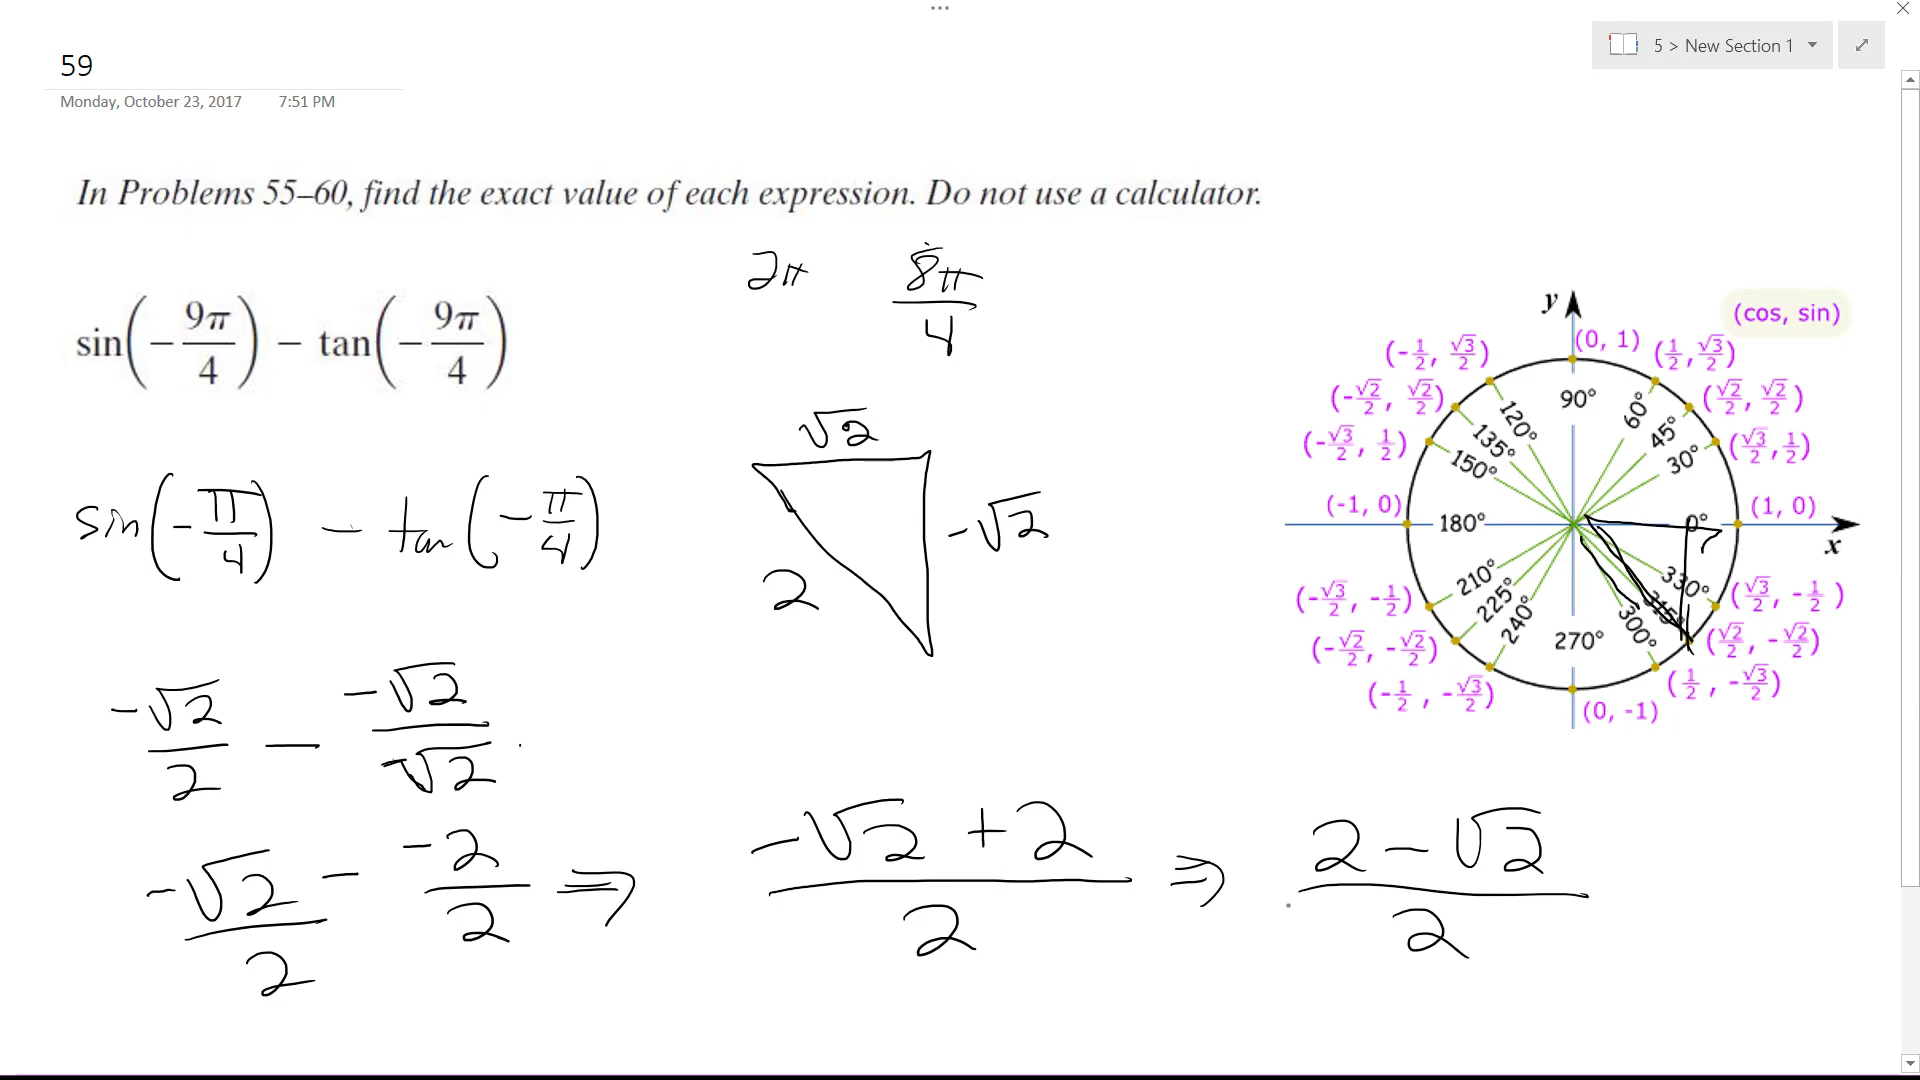 5 > New Section 1
59
Monday, October 23, 2017 7:51 PM
In Problems 55–60, find the exact value of each expression. Do not use a calculator.
sin(−9π/4) − tan(−9π/4)
2π 8π/4
sin(−π/4) − tan(−π/4)
√2
−√2
2
−√2/2 − −√2/√2
−√2/2 − −2/2 ⇒ −√2 + 2/2 ⇒ 2 − √2/2
y
(cos, sin)
(0, 1)
(-1/2, √3/2) (1/2, √3/2)
(-√2/2, √2/2) (√2/2, √2/2)
(-√3/2, 1/2) (√3/2, 1/2)
120° 90° 60°
135° 45°
150° 30°
(-1, 0) 180° 0° (1, 0)
x
210° 330°
225° 315°
240° 270° 300°
(-√3/2, -1/2) (√3/2, -1/2)
(-√2/2, -√2/2) (√2/2, -√2/2)
(-1/2, -√3/2) (1/2, -√3/2)
(0, -1)